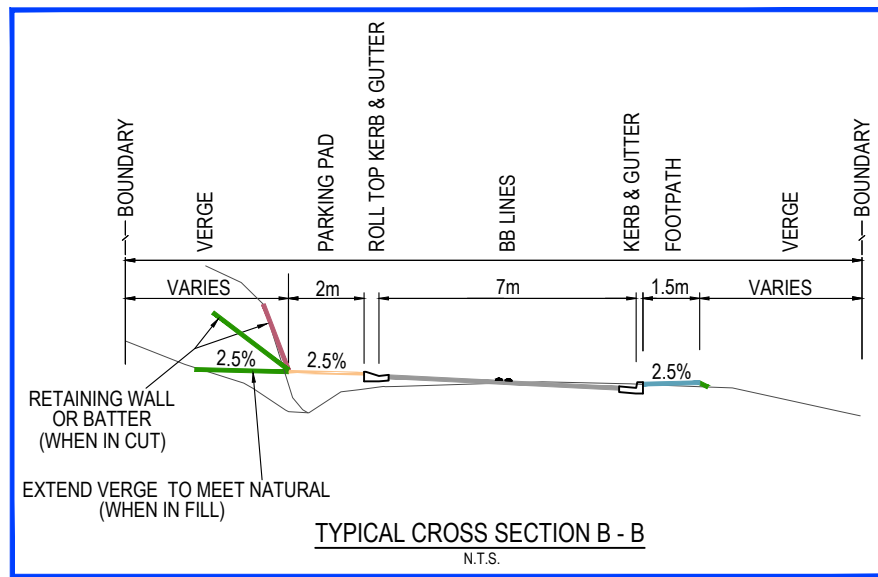 BOUNDARY
VERGE
PARKING PAD
ROLL TOP KERB & GUTTER
BB LINES
KERB & GUTTER
FOOTPATH
VERGE
BOUNDARY
VARIES
2m
7m
1.5m
VARIES
2.5%
2.5%
2.5%
RETAINING WALL
OR BATTER
(WHEN IN CUT)
EXTEND VERGE TO MEET NATURAL
(WHEN IN FILL)
TYPICAL CROSS SECTION B - B
N.T.S.